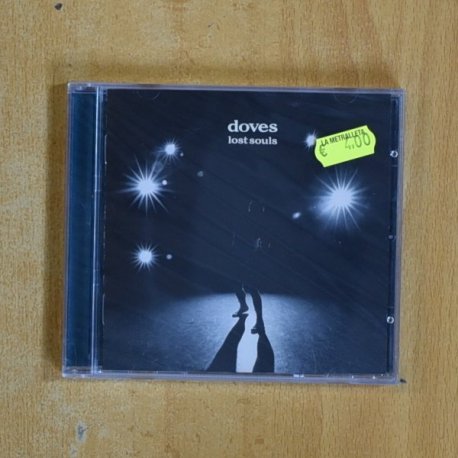 doves
lost souls
LA METRALLETA
€ 4,00